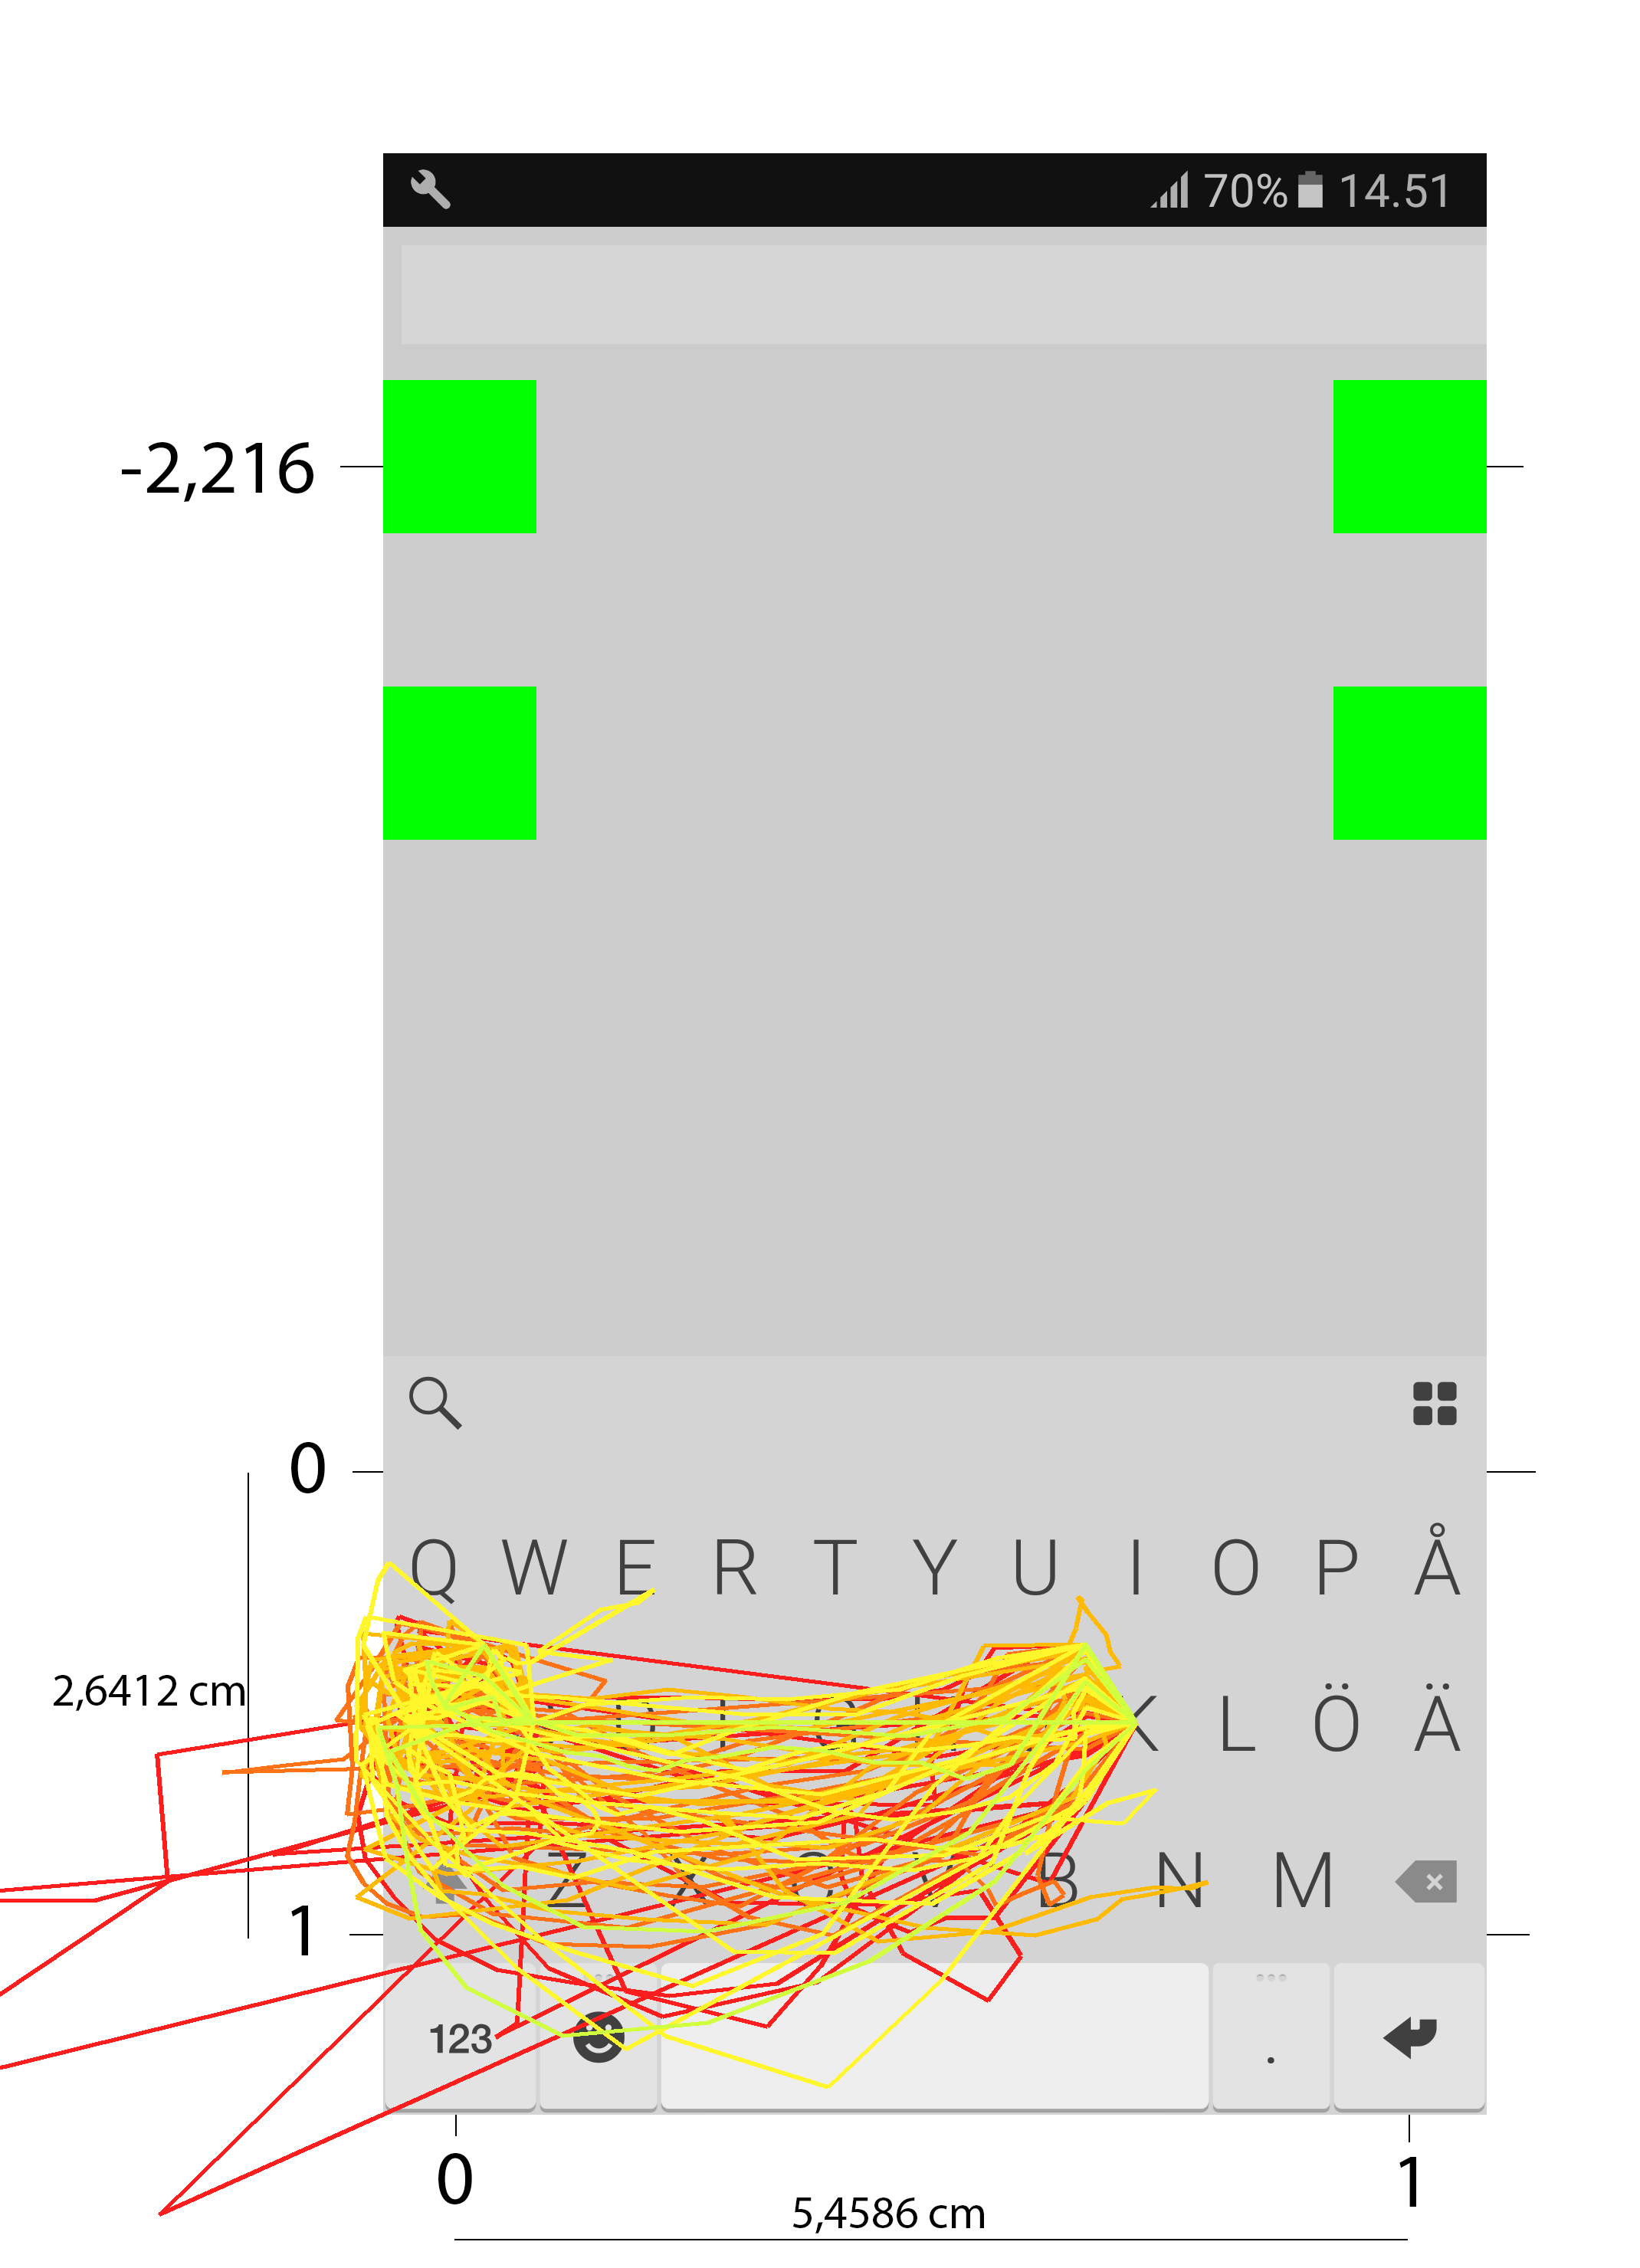 70% 14.51
-2,216
0
Q W E R T Y U I O P Å
2,6412 cm
K L Ö Ä
Z X C V B N M
1
123 .
0 1
5,4586 cm